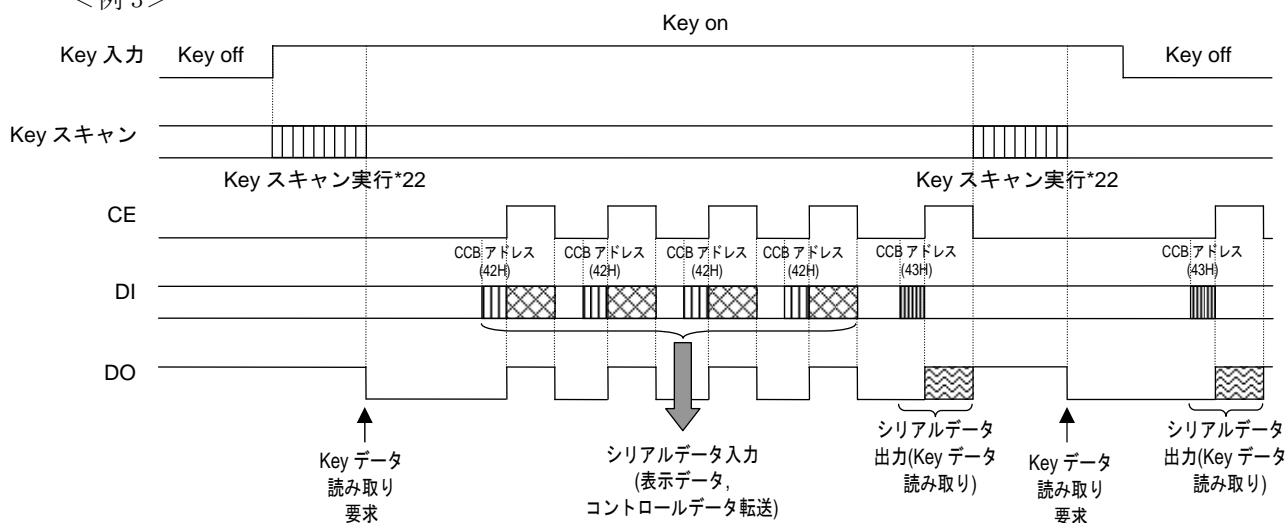 ＜例3＞
Key on
Key 入力
Key off
Key off
Key スキャン
Key スキャン実行*22
Key スキャン実行*22
CE
CCB アドレス
(42H)
CCB アドレス
(42H)
CCB アドレス
(42H)
CCB アドレス
(42H)
CCB アドレス
(43H)
CCB アドレス
(43H)
DI
DO
Key データ
読み取り
要求
シリアルデータ入力
(表示データ,
コントロールデータ転送)
シリアルデータ
出力(Key データ
読み取り)
Key データ
読み取り
要求
シリアルデータ
出力(Key データ
読み取り)